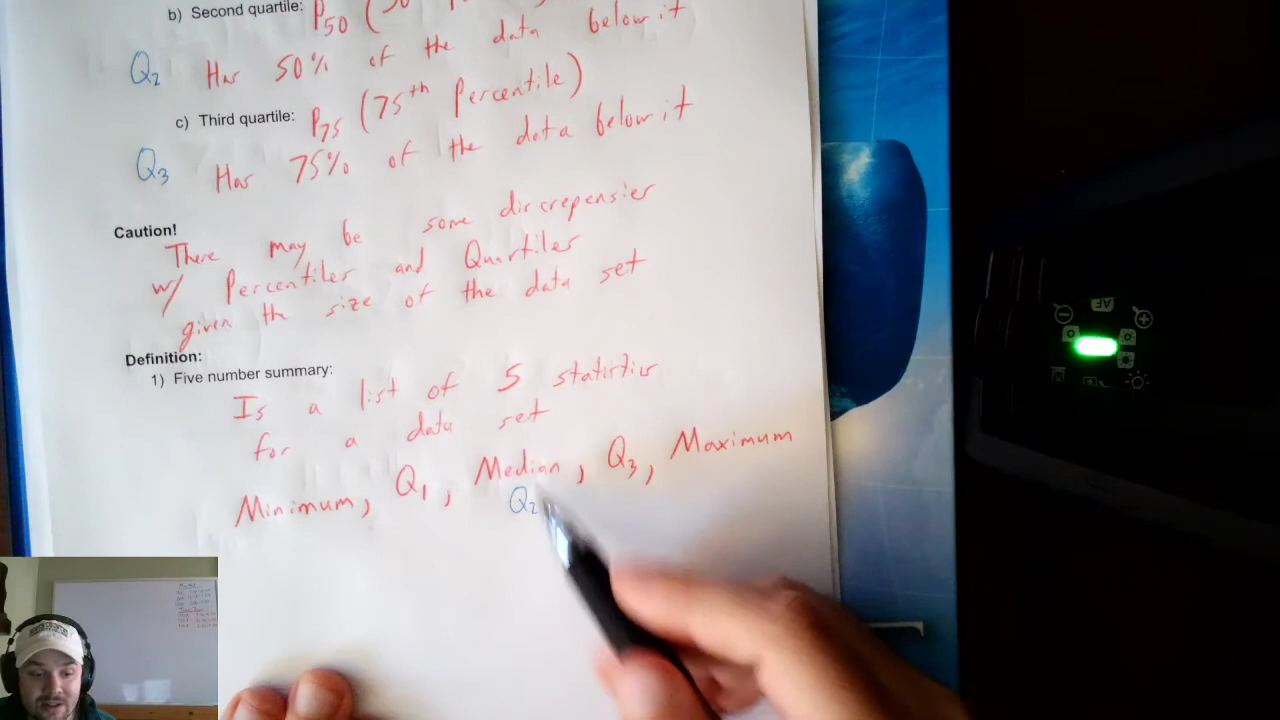 b) Second quartile: P50 (
Q2 Has 50% of the data below it
c) Third quartile: P75 (75th Percentile)
Q3 Has 75% of the data below it
Caution!
There may be some discrepensies
w/ Percentiles and Quartiles
given the size of the data set
Definition:
1) Five number summary:
Is a list of 5 statistics
for a data set
Minimum, Q1, Median, Q3, Maximum
Q2
AF